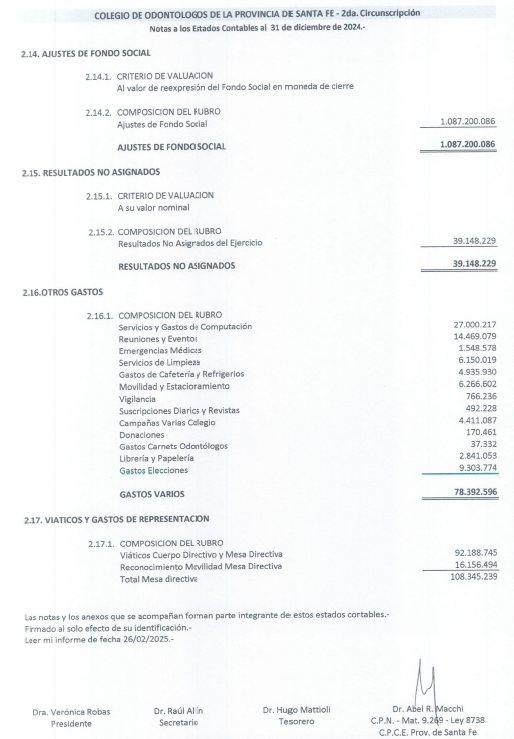 COLEGIO DE ODONTOLOGOS DE LA PROVINCIA DE SANTA FE - 2da. Circunscripción
Notas a los Estados Contables al 31 de diciembre de 2024.-
2.14. AJUSTES DE FONDO SOCIAL
2.14.1. CRITERIO DE VALUACION
Al valor de reexpresión del Fondo Social en moneda de cierre
2.14.2. COMPOSICION DEL RUBRO
Ajustes de Fondo Social 1.087.200.086
AJUSTES DE FONDO SOCIAL 1.087.200.086
2.15. RESULTADOS NO ASIGNADOS
2.15.1. CRITERIO DE VALUACION
A su valor nominal
2.15.2. COMPOSICION DEL RUBRO
Resultados No Asignados del Ejercicio 39.148.229
RESULTADOS NO ASIGNADOS 39.148.229
2.16.OTROS GASTOS
2.16.1. COMPOSICION DEL RUBRO
Servicios y Gastos de Computación 27.000.217
Reuniones y Eventos 14.469.079
Emergencias Médicas 1.548.578
Servicios de Limpieza 6.150.019
Gastos de Cafetería y Refrigerios 4.935.930
Movilidad y Estacioramento 6.266.602
Vigilancia 766.236
Suscripciones Diarios y Revistas 492.228
Campañas Varias Colegio 4.411.087
Donaciones 170.461
Gastos Carnets Odontólogos 37.332
Librería y Papelería 2.841.053
Gastos Elecciones 9.303.774
GASTOS VARIOS 78.392.596
2.17. VIATICOS Y GASTOS DE REPRESENTACION
2.17.1. COMPOSICION DEL RUBRO
Viáticos Cuerpo Directivo y Mesa Directiva 92.188.745
Reconocimiento Movilidad Mesa Directiva 16.156.494
Total Mesa directiva 108.345.239
Las notas y los anexos que se acompañan forman parte integrante de estos estados contables.-
Firmado al solo efecto de su identificación.-
Leer mi informe de fecha 26/02/2025.-
Dra. Verónica Robas Dr. Raúl Allín Dr. Hugo Mattioli Dr. Abel R. Macchi
Presidente Secretario Tesorero C.P.N. - Mat. 9.269 - Ley 8738
C.P.C.E. Prov. de Santa Fe